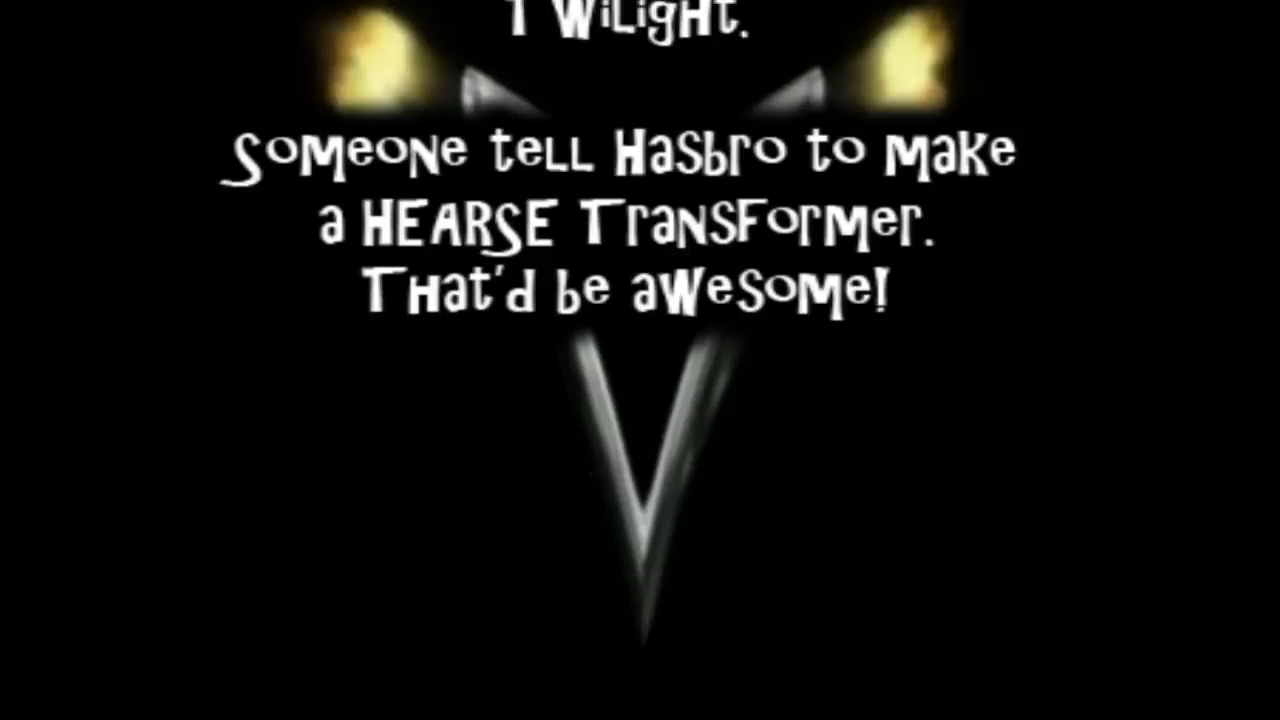 Twilight.
Someone tell Hasbro to make
a HEARSE Transformer.
That'd be awesome!